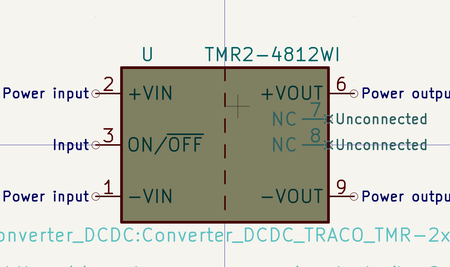 U TMR2-4812WI
Power input 2 +VIN +VOUT 6 Power outpu
NC 7 Unconnected
Input 3 ON/OFF NC 8 Unconnected
Power input 1 -VIN -VOUT 9 Power outpu
onverter_DCDC:Converter_DCDC_TRACO_TMR-2x